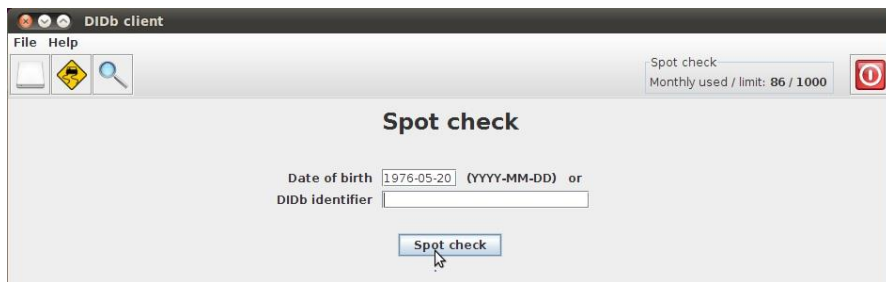 DIDb client
File Help
Spot check
Monthly used / limit: 86 / 1000
Spot check
Date of birth 1976-05-20 (YYYY-MM-DD) or
DIDb identifier
Spot check